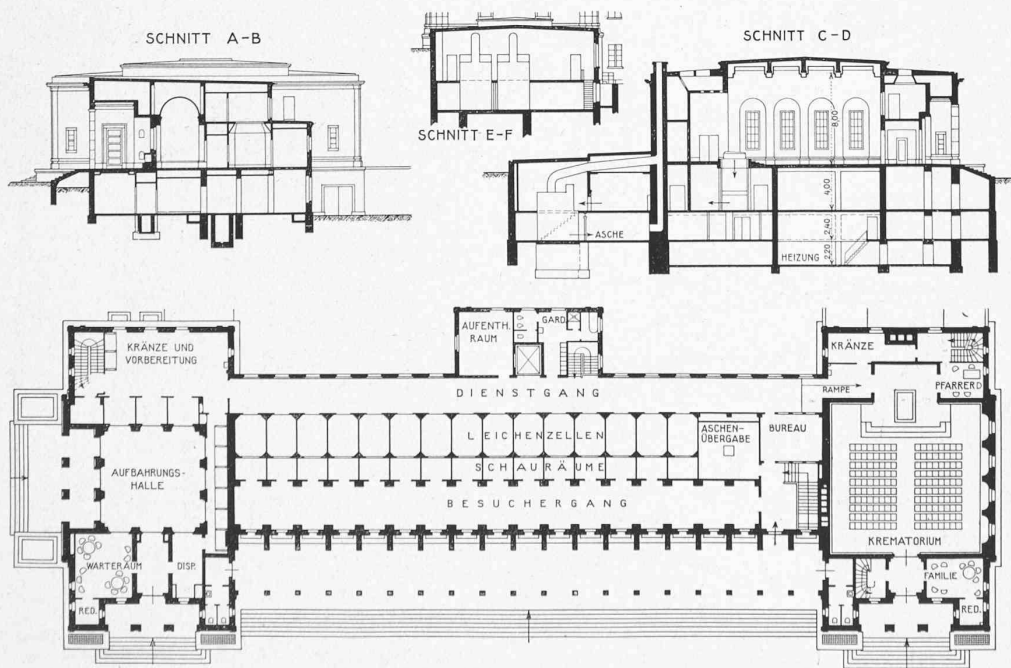 SCHNITT A-B
SCHNITT E-F
SCHNITT C-D
8,00
4,00
2,40
2,20
ASCHE
HEIZUNG
KRÄNZE UND
VORBEREITUNG
AUFENTH.
RAUM
GARD.
KRÄNZE
RAMPE
PFARRER D.
DIENSTGANG
LEICHENZELLEN
ASCHEN-
ÜBERGABE
BUREAU
SCHAURÄUME
BESUCHERGANG
AUFBAHRUNGS-
HALLE
KREMATORIUM
WARTERAUM
DISP.
FAMILIE
RED.
RED.